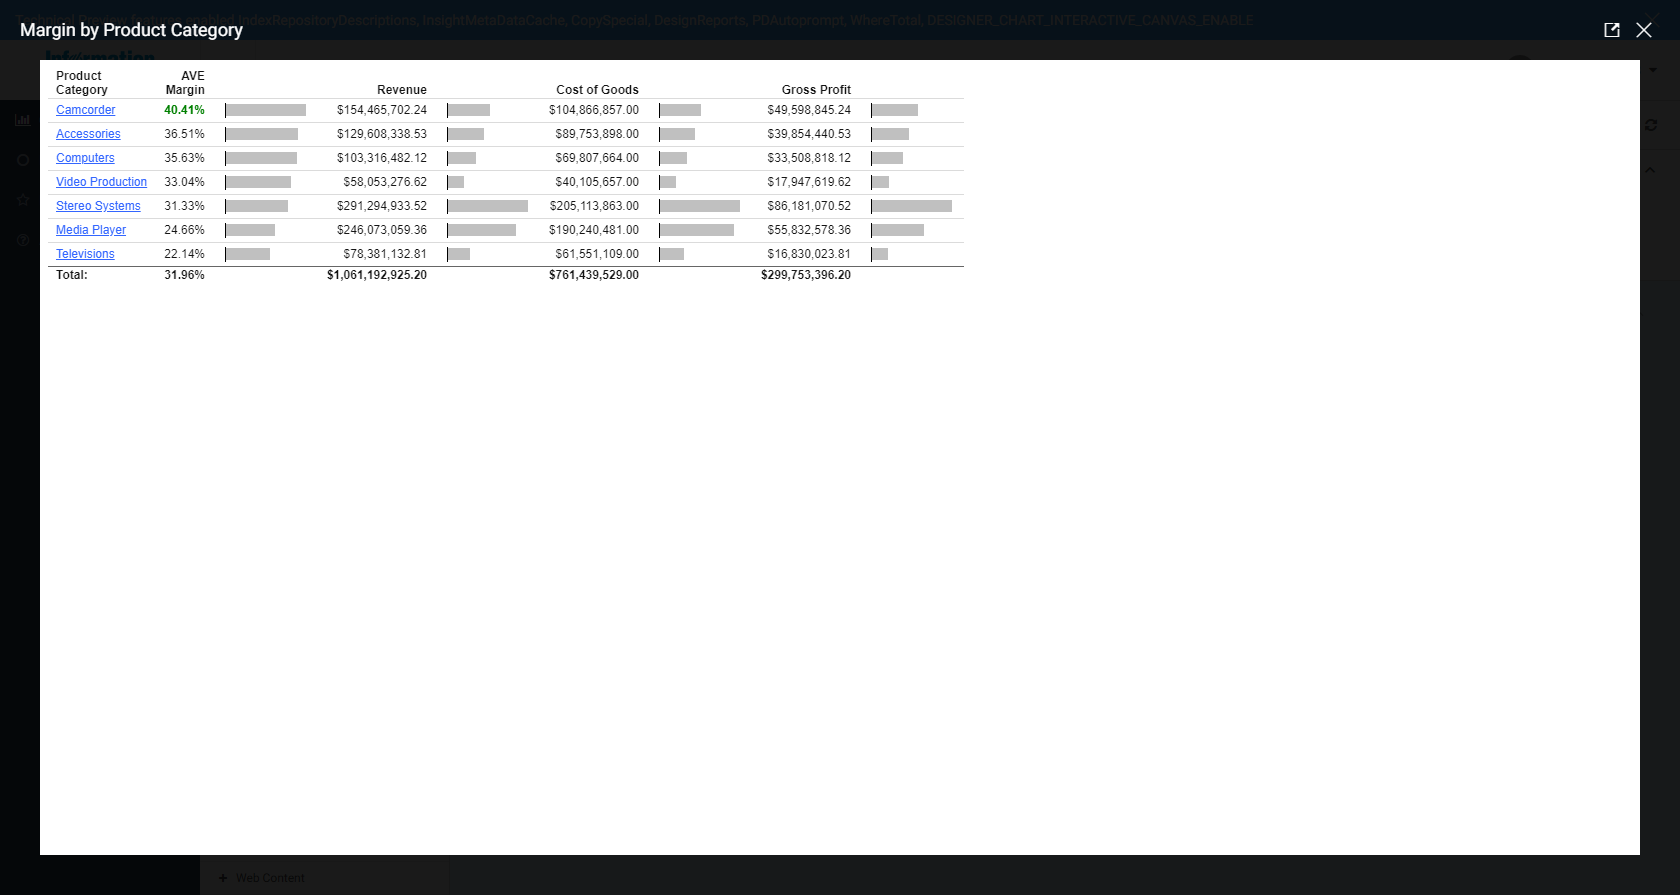 Technical Preview features enabled IndexRepositoryDescriptions, InsightMetaDataCache, CopySpecial, DesignReports, PDAutoprompt, WhereTotal, DESIGNER_CHART_INTERACTIVE_CANVAS_ENABLE
Margin by Product Category
Information
Product Category AVE Margin Revenue Cost of Goods Gross Profit
Camcorder 40.41% $154,465,702.24 $104,866,857.00 $49,598,845.24
Accessories 36.51% $129,608,338.53 $89,753,898.00 $39,854,440.53
Computers 35.63% $103,316,482.12 $69,807,664.00 $33,508,818.12
Video Production 33.04% $58,053,276.62 $40,105,657.00 $17,947,619.62
Stereo Systems 31.33% $291,294,933.52 $205,113,863.00 $86,181,070.52
Media Player 24.66% $246,073,059.36 $190,240,481.00 $55,832,578.36
Televisions 22.14% $78,381,132.81 $61,551,109.00 $16,830,023.81
Total: 31.96% $1,061,192,925.20 $761,439,529.00 $299,753,396.20
+ Web Content